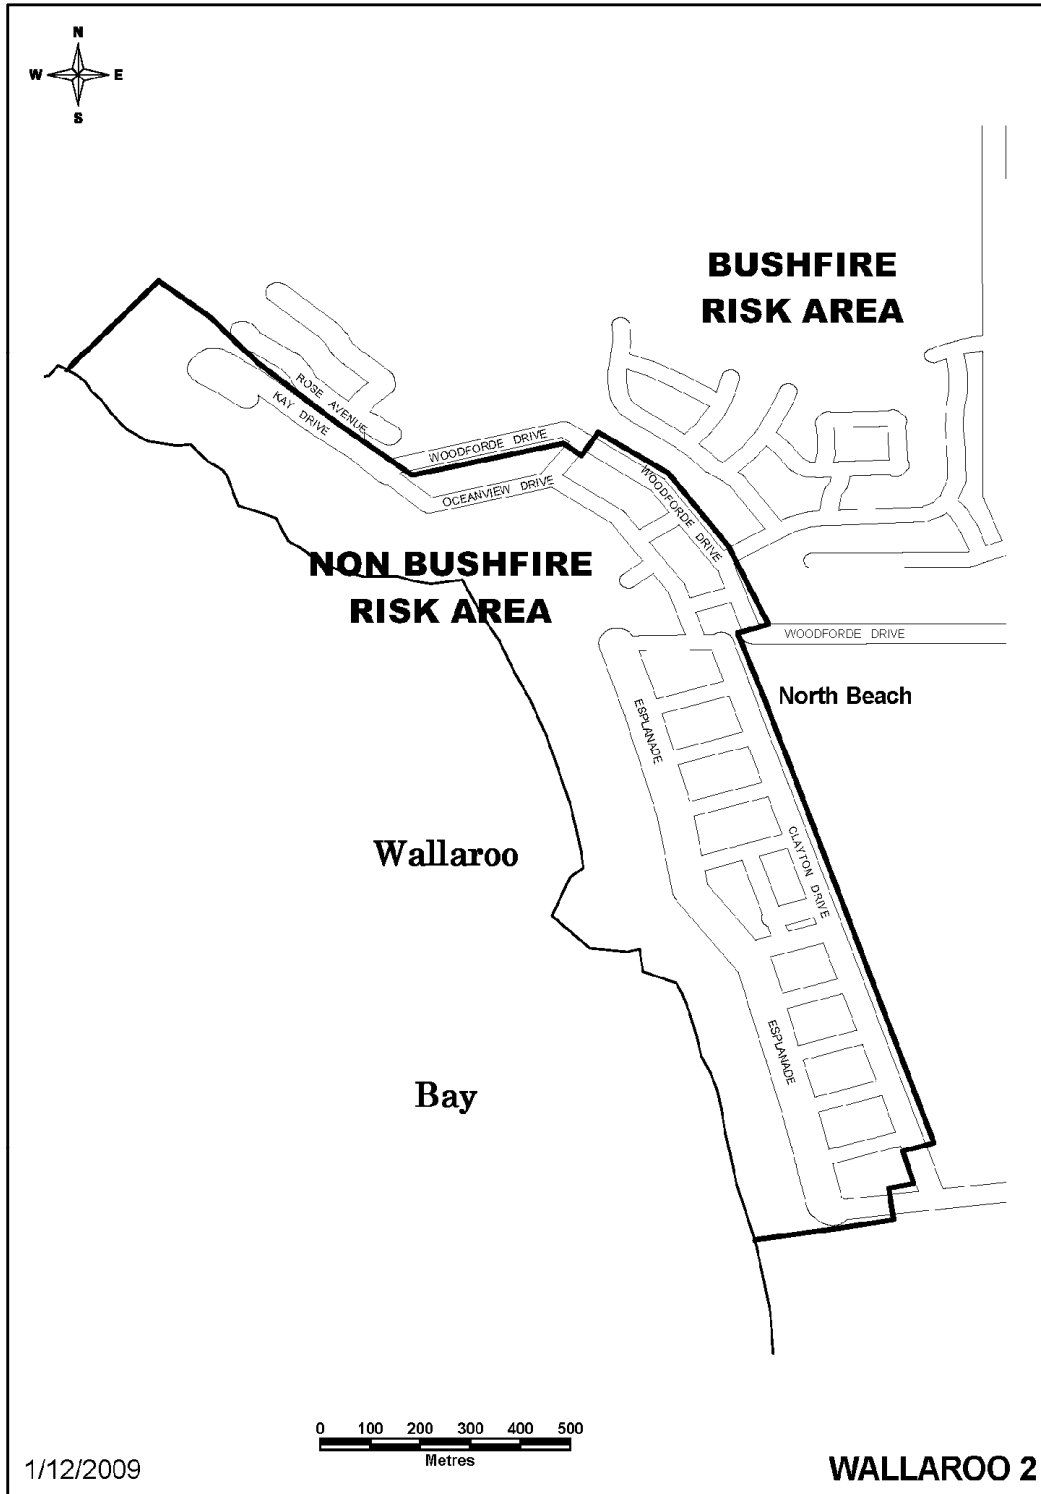 N
W E
S
BUSHFIRE
RISK AREA
ROSE AVENUE
KAY DRIVE
WOODFORDE DRIVE
OCEANVIEW DRIVE
WOODFORDE DRIVE
NON BUSHFIRE
RISK AREA
WOODFORDE DRIVE
North Beach
ESPLANADE
CLAYTON DRIVE
Wallaroo
ESPLANADE
Bay
0 100 200 300 400 500
Metres
1/12/2009
WALLAROO 2